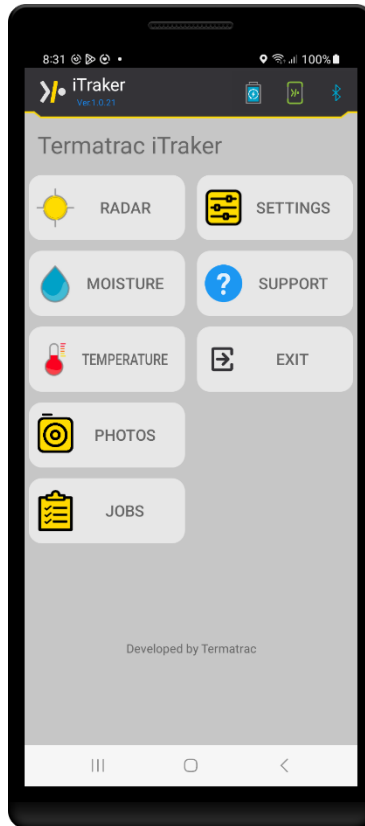 8:31
100%
iTraker
Ver.1.0.21
Termatrac iTraker
RADAR
SETTINGS
MOISTURE
SUPPORT
TEMPERATURE
EXIT
PHOTOS
JOBS
Developed by Termatrac